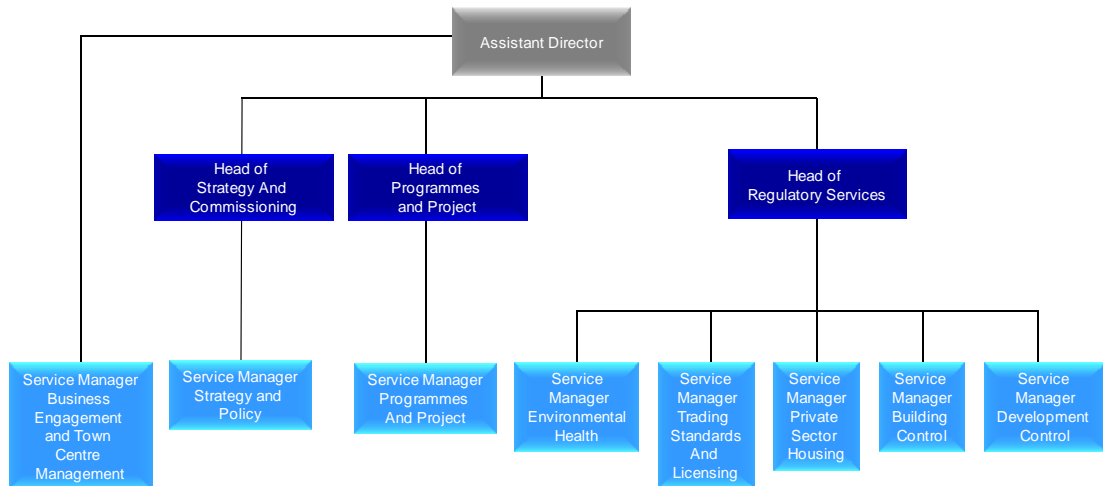 Assistant Director
Head of
Strategy And
Commissioning
Head of
Programmes
and Project
Head of
Regulatory Services
Service Manager
Business
Engagement
and Town
Centre
Management
Service Manager
Strategy and
Policy
Service Manager
Programmes
And Project
Service
Manager
Environmental
Health
Service
Manager
Trading
Standards
And
Licensing
Service
Manager
Private
Sector
Housing
Service
Manager
Building
Control
Service
Manager
Development
Control